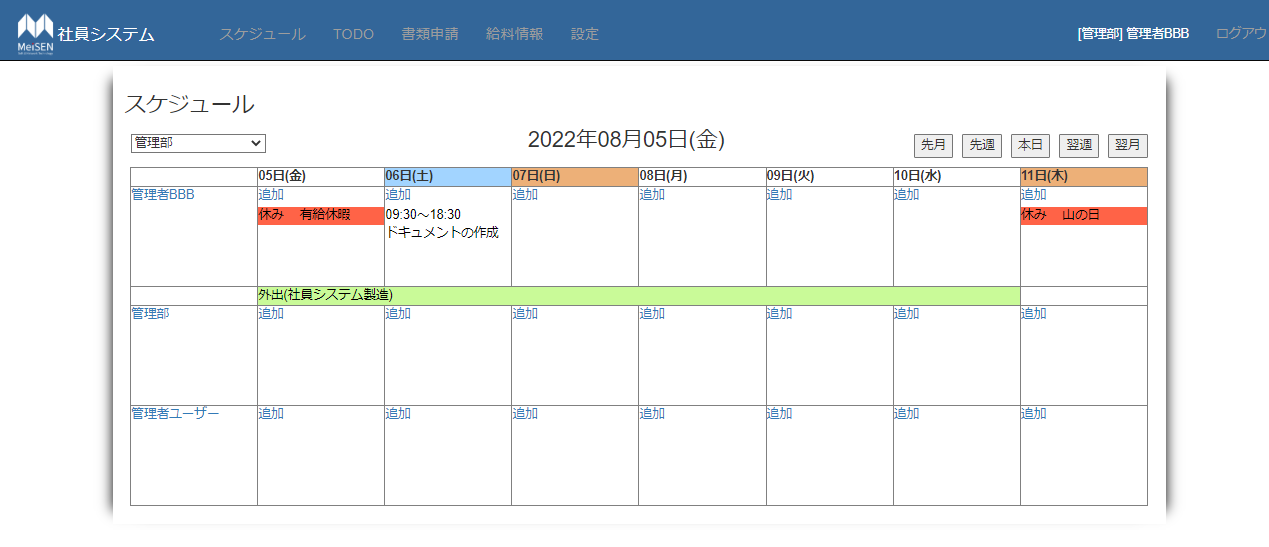 社員システム スケジュール TODO 書類申請 給料情報 設定 [管理部] 管理者BBB ログアウ
MeiSEN
スケジュール
管理部 2022年08月05日(金) 先月 先週 本日 翌週 翌月
05日(金) 06日(土) 07日(日) 08日(月) 09日(火) 10日(水) 11日(木)
管理者BBB 追加 追加 追加 追加 追加 追加 追加
休み 有給休暇 09:30～18:30 休み 山の日
ドキュメントの作成
外出(社員システム製造)
管理部 追加 追加 追加 追加 追加 追加 追加
管理者ユーザー 追加 追加 追加 追加 追加 追加 追加